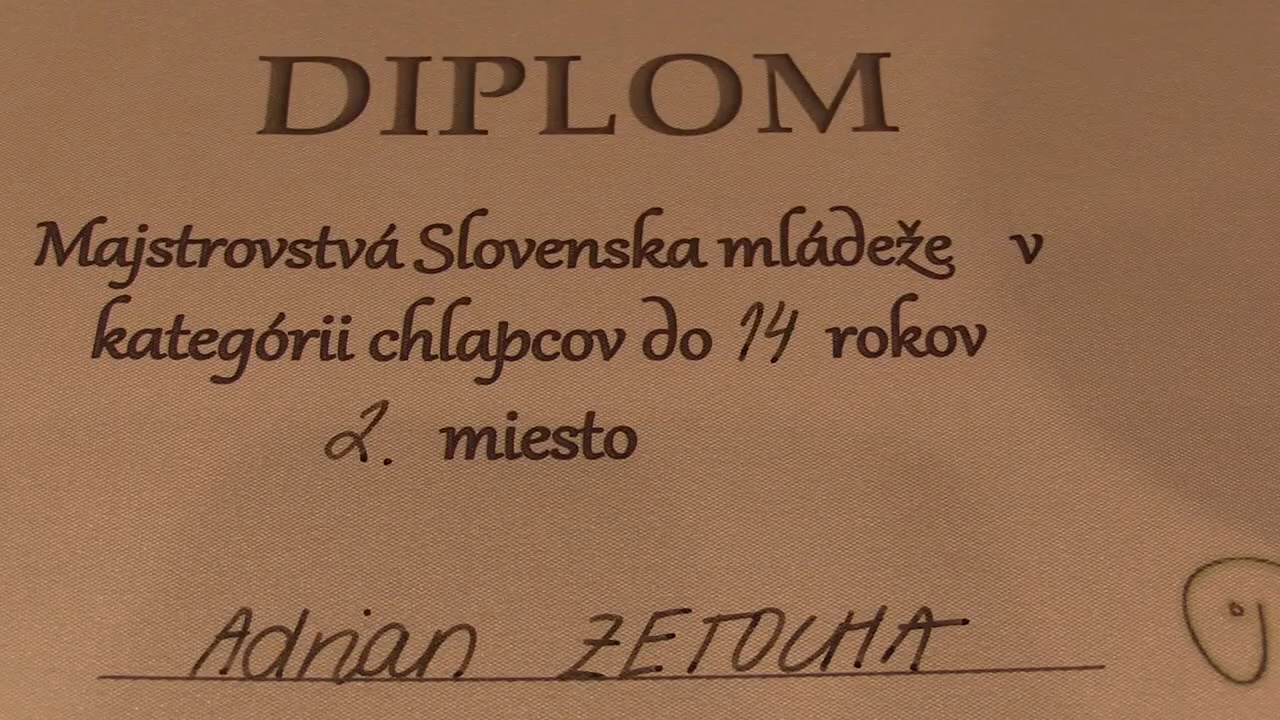 DIPLOM
Majstrovstvá Slovenska mládeže v
kategórii chlapcov do 14 rokov
2. miesto
Adrian ZETOCHA